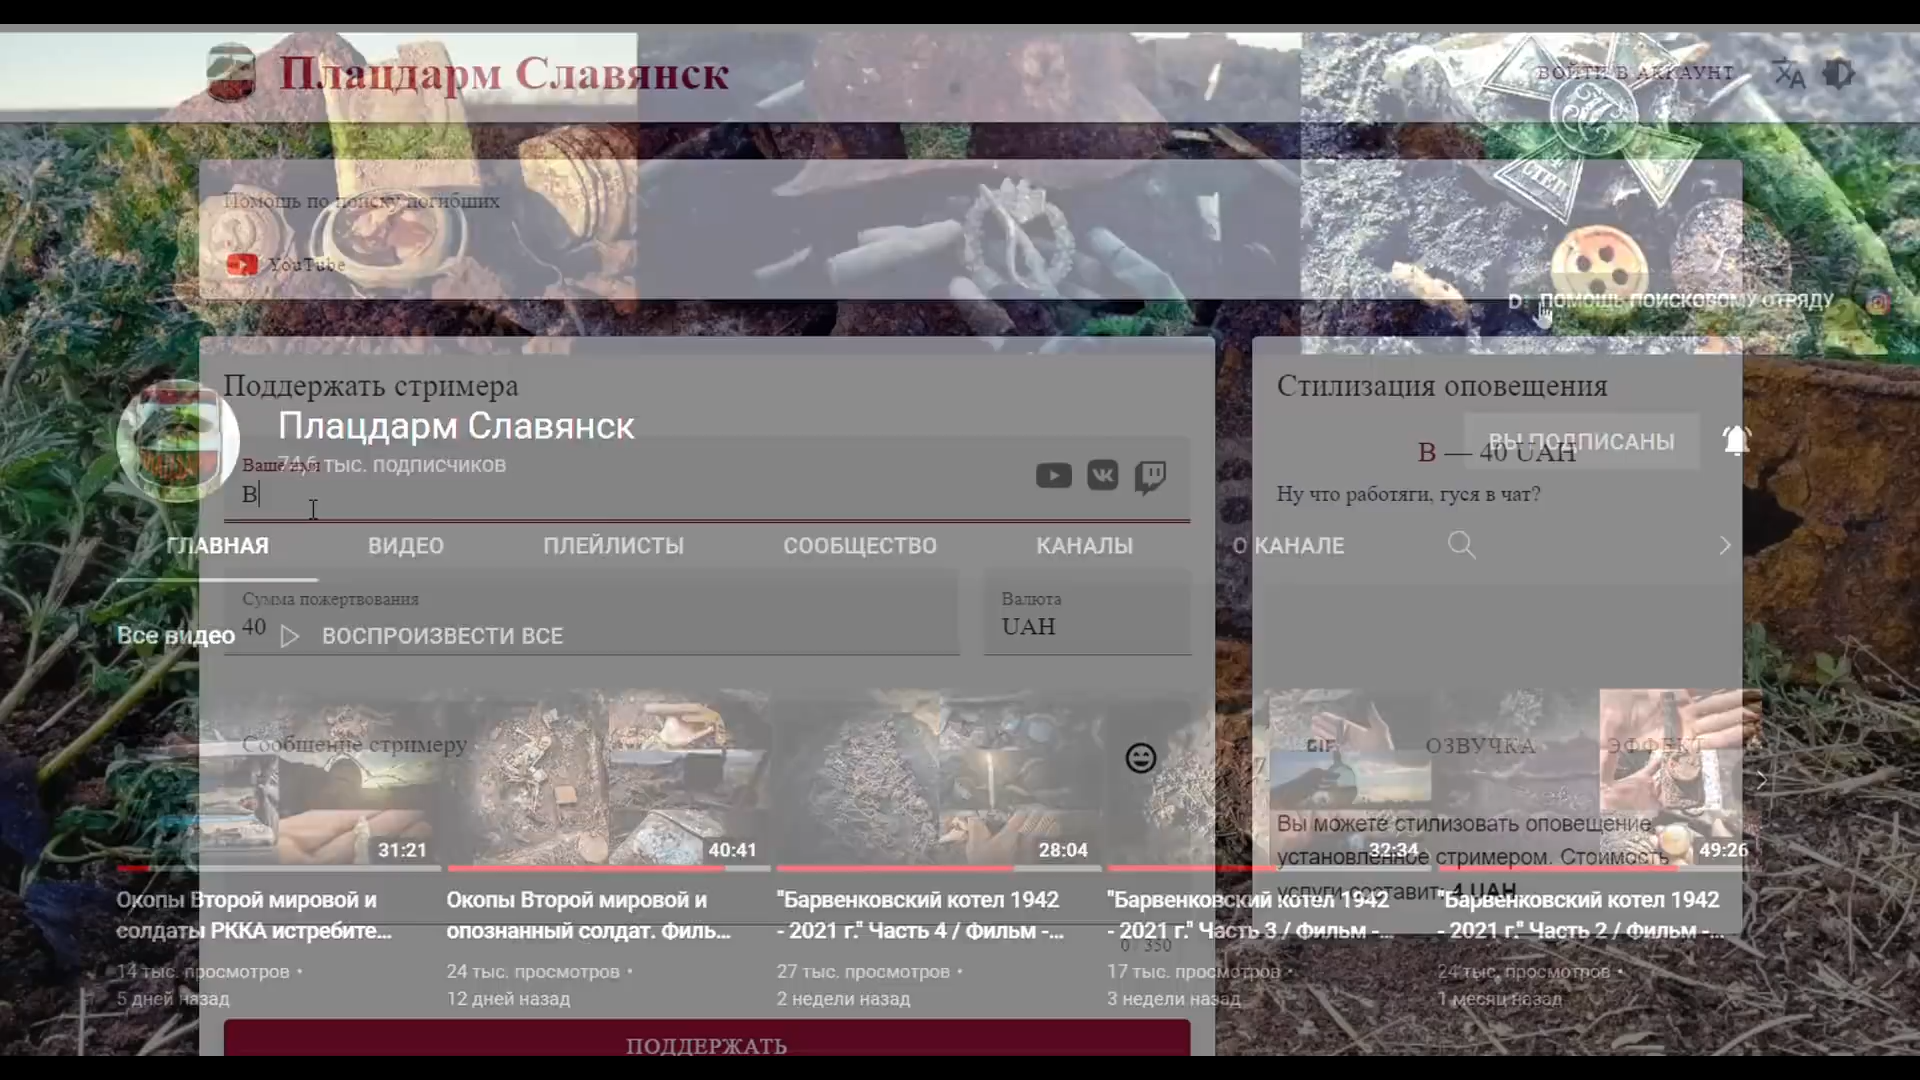 Плацдарм Славянск
ВОЙТИ В АККАУНТ
СТЕП
Помощь по поиску погибших
YouTube
ПОМОЩЬ ПОИСКОВОМУ ОТРЯДУ
Поддержать стримера
Стилизация оповещения
Плацдарм Славянск
74,6 тыс. подписчиков
ВЫ ПОДПИСАНЫ
В — 40 UAH
Ваше имя
В
Ну что работяги, гуся в чат?
ГЛАВНАЯ
ВИДЕО
ПЛЕЙЛИСТЫ
СООБЩЕСТВО
КАНАЛЫ
О КАНАЛЕ
Сумма пожертвования
40
Валюта
UAH
Все видео
ВОСПРОИЗВЕСТИ ВСЕ
Сообщение стримеру
GIF
ОЗВУЧКА
ЭФФЕКТ
Вы можете стилизовать оповещение
установленное стримером. Стоимость
услуги составит: 4 UAH
31:21
40:41
28:04
32:34
49:26
Окопы Второй мировой и
солдаты РККА истребите...
14 тыс. просмотров •
5 дней назад
Окопы Второй мировой и
опознанный солдат. Филь...
24 тыс. просмотров •
12 дней назад
"Барвенковский котел 1942
- 2021 г." Часть 4 / Фильм -...
27 тыс. просмотров •
2 недели назад
"Барвенковский котел 1942
- 2021 г." Часть 3 / Фильм -...
17 тыс. просмотров •
3 недели назад
"Барвенковский котел 1942
- 2021 г." Часть 2 / Фильм -...
24 тыс. просмотров •
1 месяц назад
0 / 350
ПОДДЕРЖАТЬ